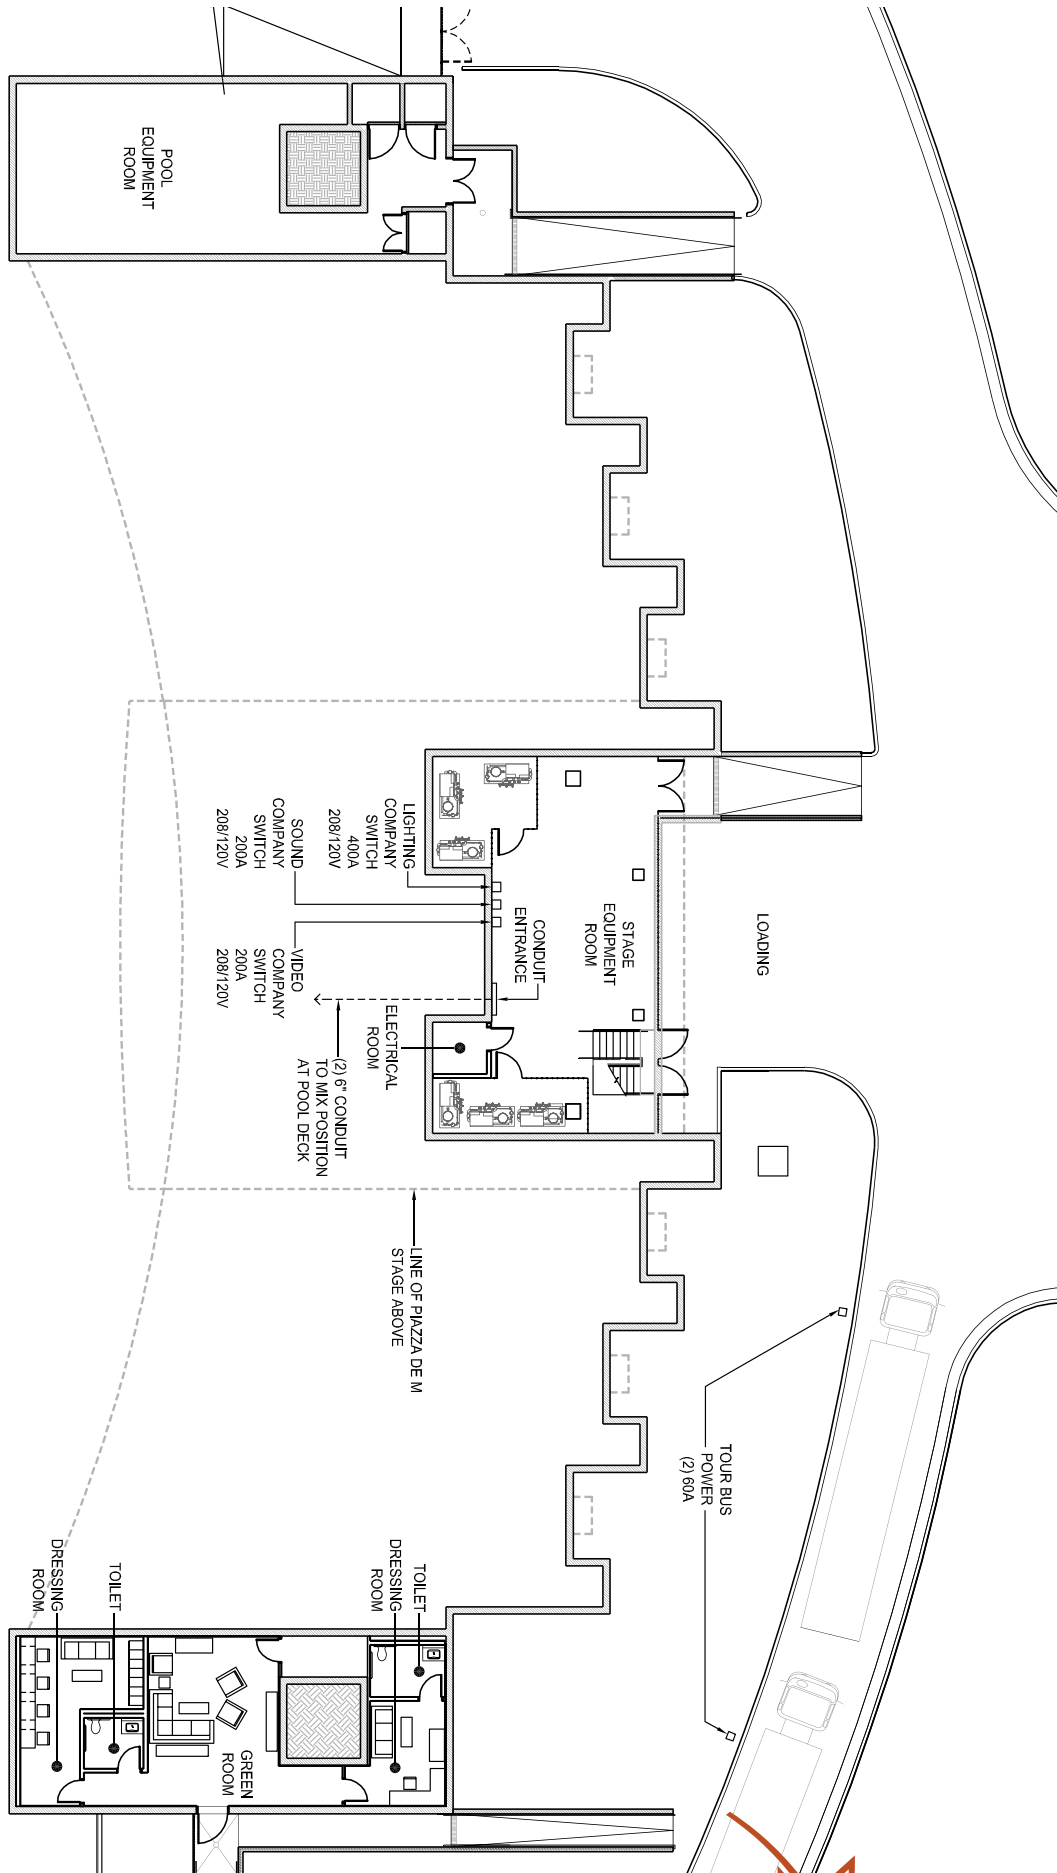 POOL
EQUIPMENT
ROOM
LIGHTING
COMPANY
SWITCH
400A
208/120V
SOUND
COMPANY
SWITCH
200A
208/120V
VIDEO
COMPANY
SWITCH
200A
208/120V
CONDUIT
ENTRANCE
STAGE
EQUIPMENT
ROOM
LOADING
ELECTRICAL
ROOM
(2) 6" CONDUIT
TO MIX POSITION
AT POOL DECK
LINE OF PIAZZA DE M
STAGE ABOVE
TOUR BUS
POWER
(2) 60A
TOILET
DRESSING
ROOM
TOILET
DRESSING
ROOM
GREEN
ROOM